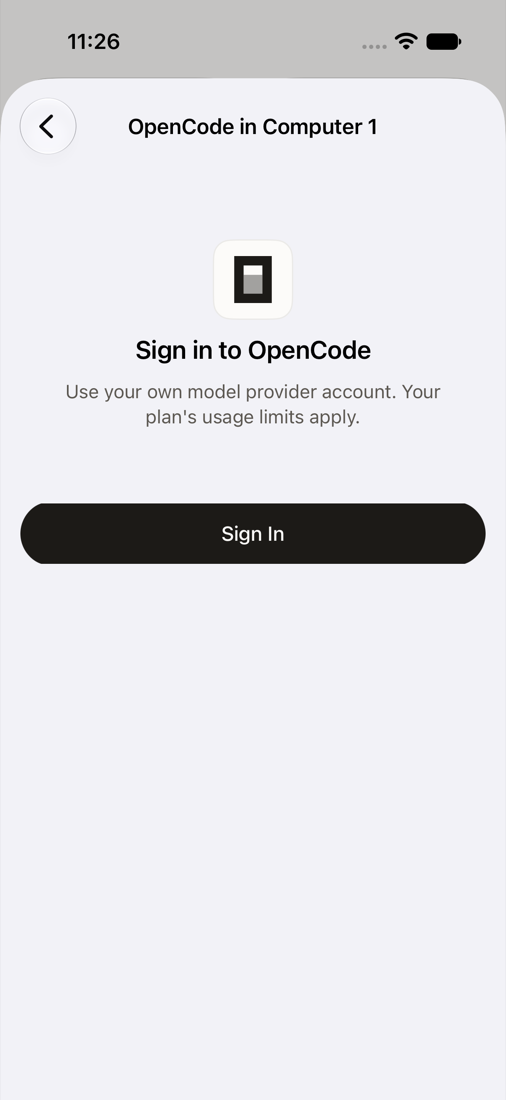 11:26
OpenCode in Computer 1
Sign in to OpenCode
Use your own model provider account. Your
plan's usage limits apply.
Sign In